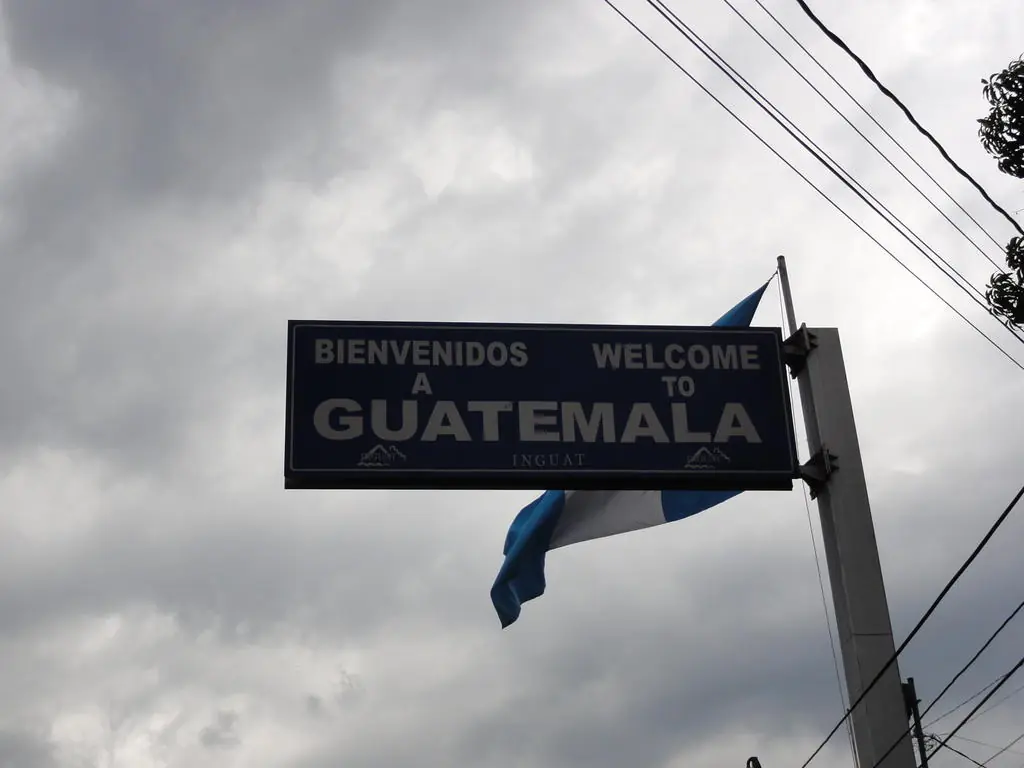 BIENVENIDOS WELCOME
A TO
GUATEMALA
INGUAT